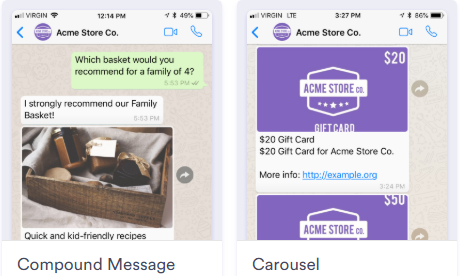 VIRGIN
12:14 PM
49%
Acme Store Co.
Which basket would you
recommend for a family of 4?
5:53 PM
I strongly recommend our Family
Basket!
5:53 PM
Quick and kid-friendly recipes
Compound Message
VIRGIN LTE
3:27 PM
86%
Acme Store Co.
$20
ACME STORE CO.
GIFT CARD
$20 Gift Card
$20 Gift Card for Acme Store Co.
More info: http://example.org
3:24 PM
$50
ACME STORE CO.
Carousel